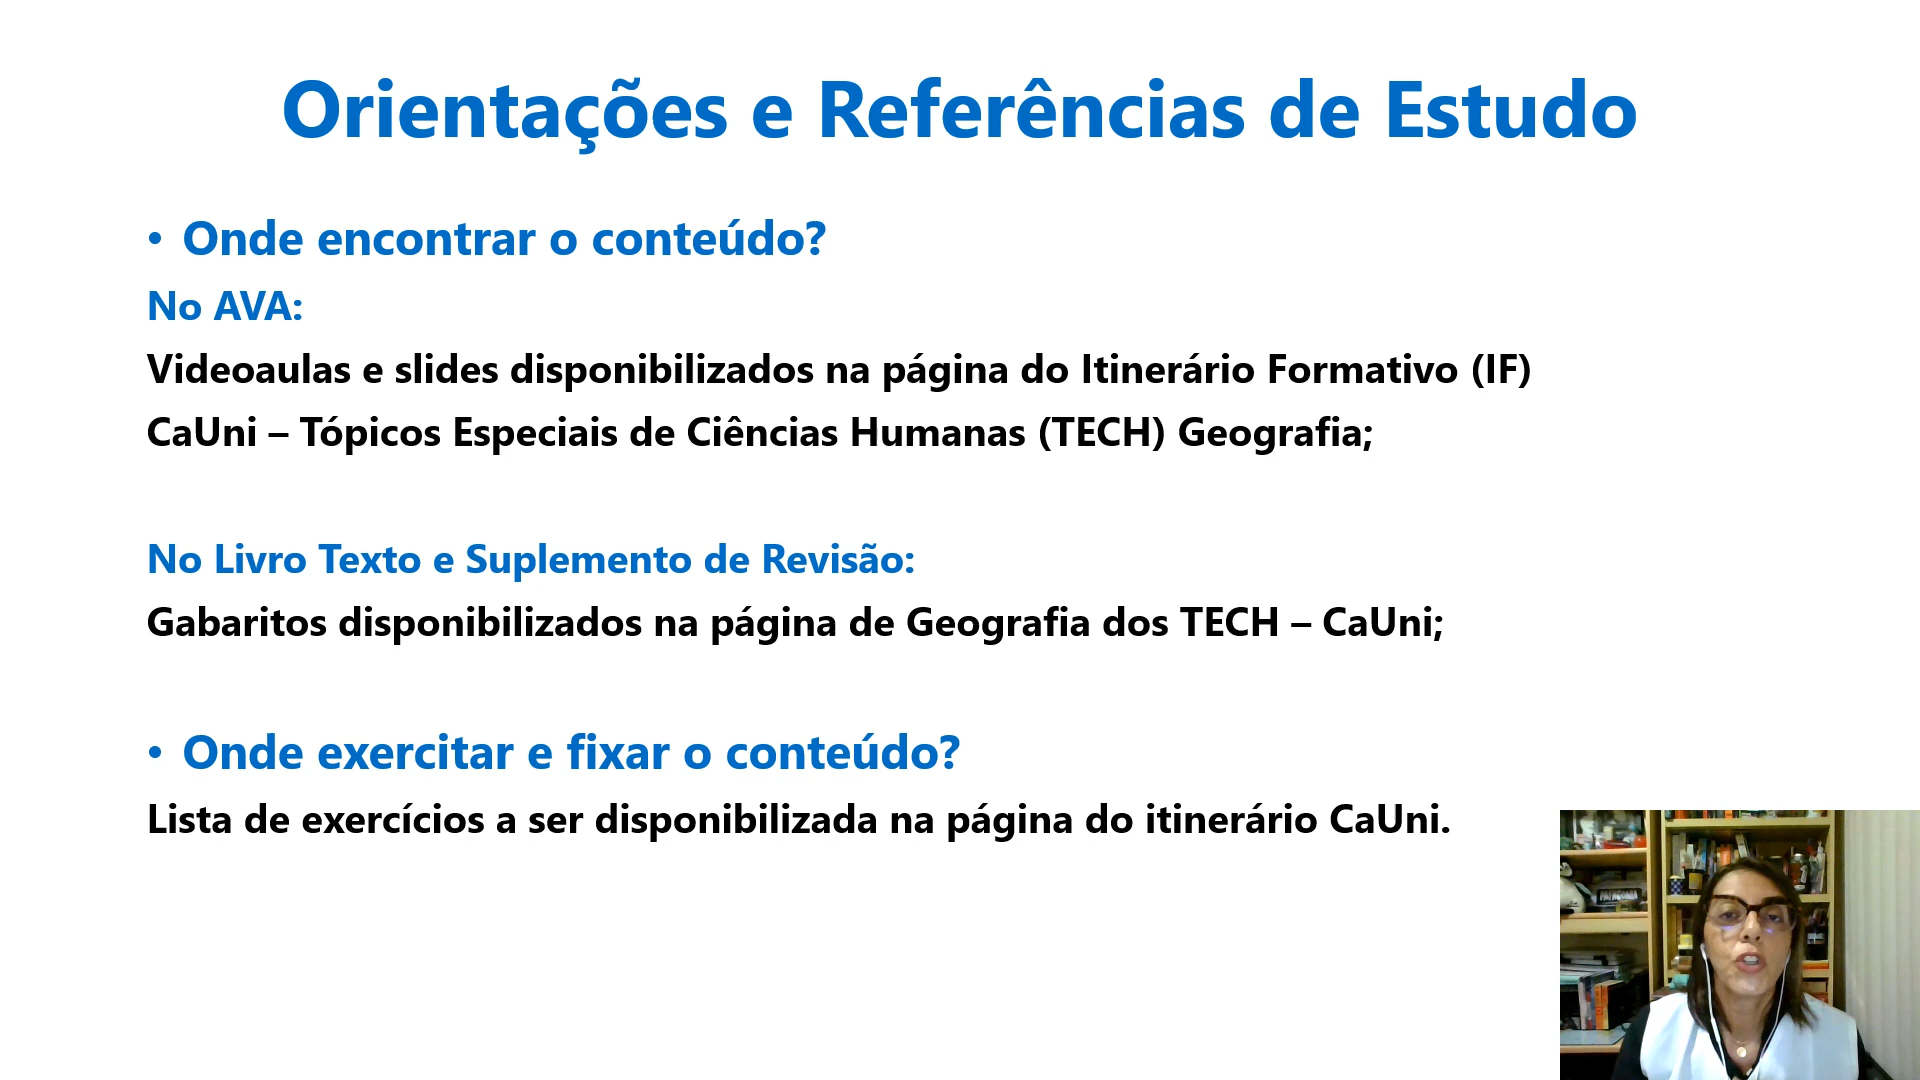 Orientações e Referências de Estudo
• Onde encontrar o conteúdo?
No AVA:
Videoaulas e slides disponibilizados na página do Itinerário Formativo (IF)
CaUni – Tópicos Especiais de Ciências Humanas (TECH) Geografia;
No Livro Texto e Suplemento de Revisão:
Gabaritos disponibilizados na página de Geografia dos TECH – CaUni;
• Onde exercitar e fixar o conteúdo?
Lista de exercícios a ser disponibilizada na página do itinerário CaUni.
PATAGONIA